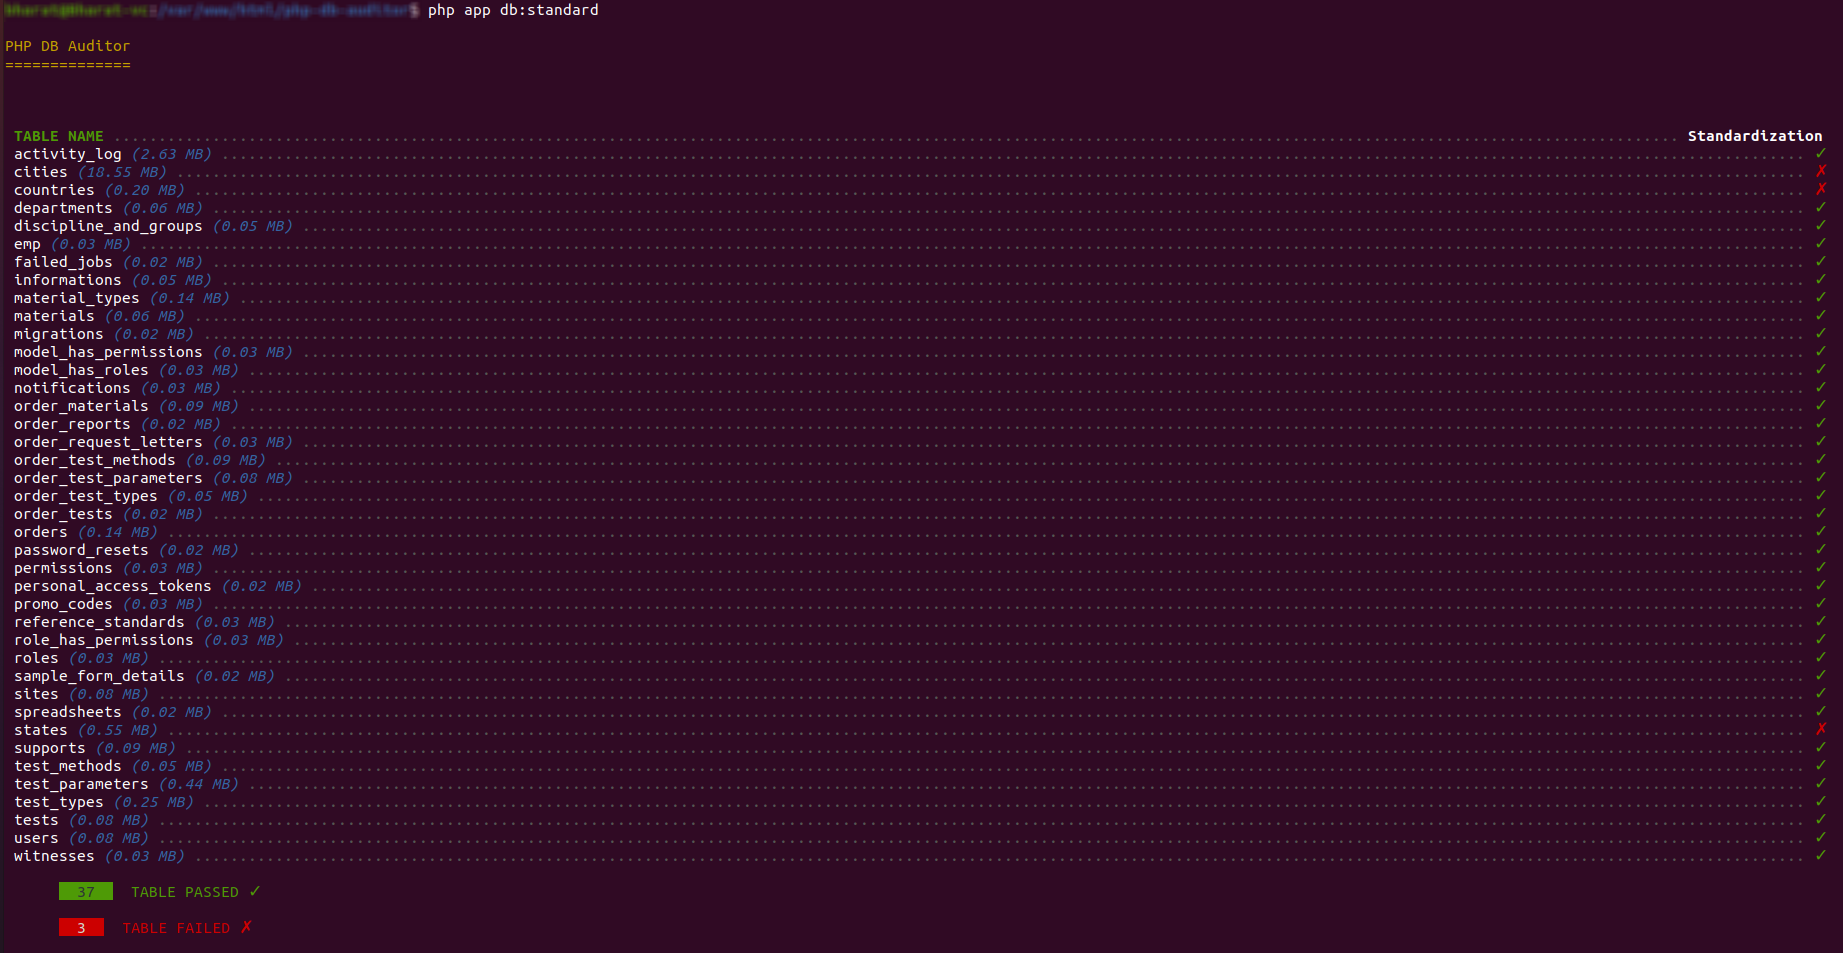 php app db:standard
PHP DB Auditor
==============
TABLE NAME Standardization
activity_log (2.63 MB) ✓
cities (18.55 MB) ✗
countries (0.20 MB) ✗
departments (0.06 MB) ✓
discipline_and_groups (0.05 MB) ✓
emp (0.03 MB) ✓
failed_jobs (0.02 MB) ✓
informations (0.05 MB) ✓
material_types (0.14 MB) ✓
materials (0.06 MB) ✓
migrations (0.02 MB) ✓
model_has_permissions (0.03 MB) ✓
model_has_roles (0.03 MB) ✓
notifications (0.03 MB) ✓
order_materials (0.09 MB) ✓
order_reports (0.02 MB) ✓
order_request_letters (0.03 MB) ✓
order_test_methods (0.09 MB) ✓
order_test_parameters (0.08 MB) ✓
order_test_types (0.05 MB) ✓
order_tests (0.02 MB) ✓
orders (0.14 MB) ✓
password_resets (0.02 MB) ✓
permissions (0.03 MB) ✓
personal_access_tokens (0.02 MB) ✓
promo_codes (0.03 MB) ✓
reference_standards (0.03 MB) ✓
role_has_permissions (0.03 MB) ✓
roles (0.03 MB) ✓
sample_form_details (0.02 MB) ✓
sites (0.08 MB) ✓
spreadsheets (0.02 MB) ✓
states (0.55 MB) ✗
supports (0.09 MB) ✓
test_methods (0.05 MB) ✓
test_parameters (0.44 MB) ✓
test_types (0.25 MB) ✓
tests (0.08 MB) ✓
users (0.08 MB) ✓
witnesses (0.03 MB) ✓
37 TABLE PASSED ✓
3 TABLE FAILED ✗